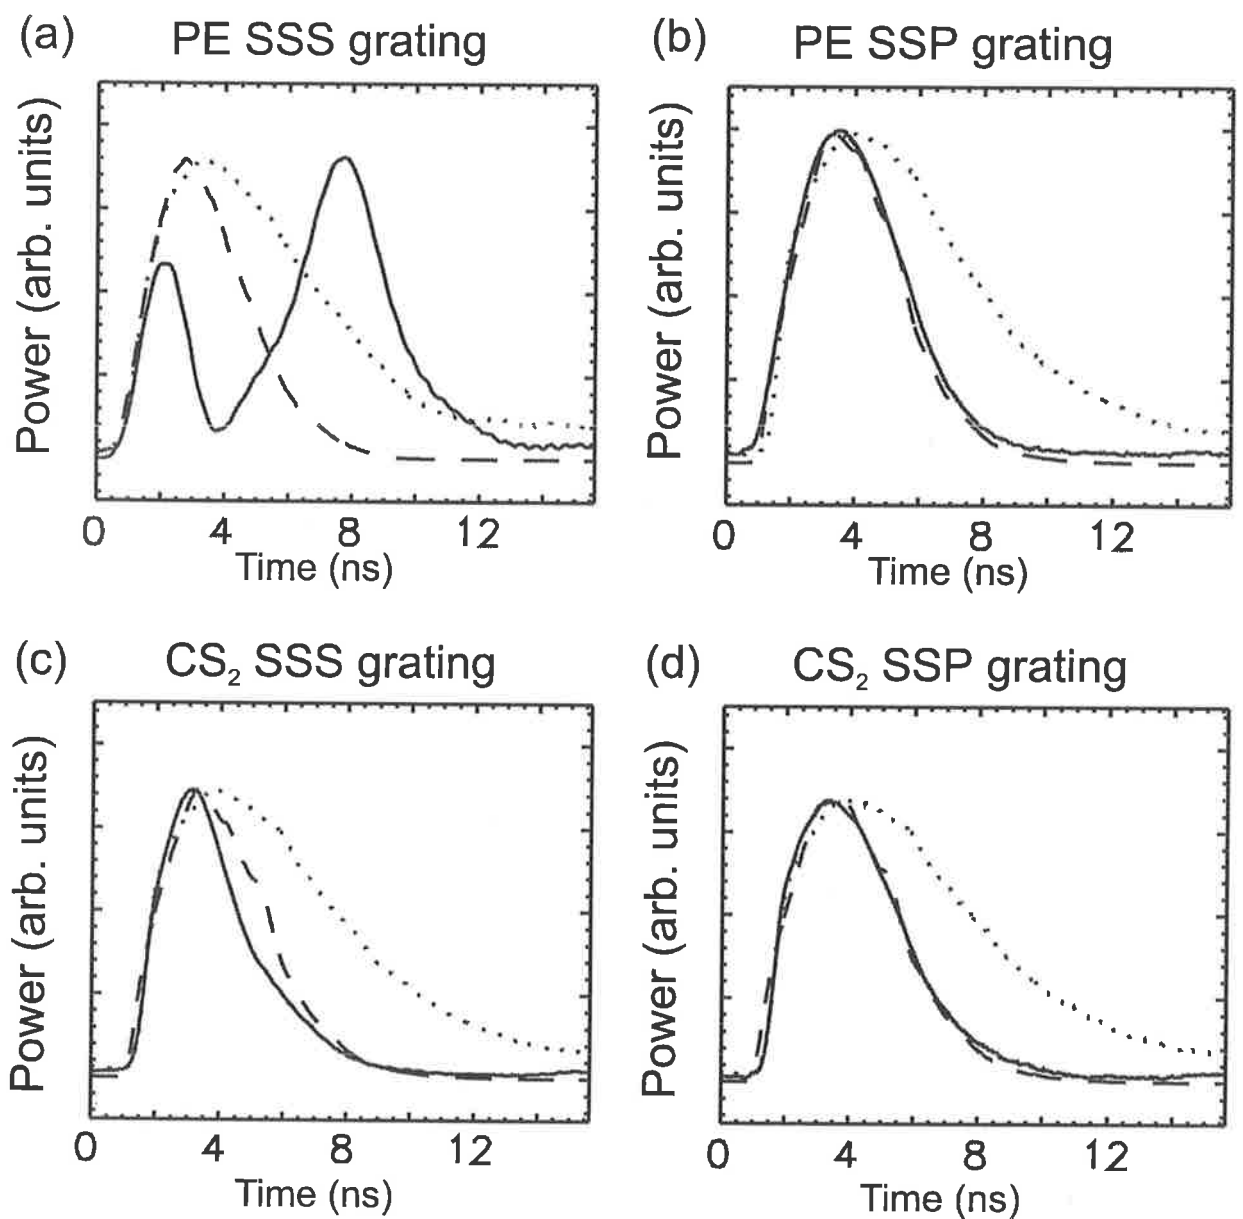 (a) PE SSS grating
Power (arb. units)
0 4 8 12
Time (ns)
(b) PE SSP grating
Power (arb. units)
0 4 8 12
Time (ns)
(c) CS₂ SSS grating
Power (arb. units)
0 4 8 12
Time (ns)
(d) CS₂ SSP grating
Power (arb. units)
0 4 8 12
Time (ns)